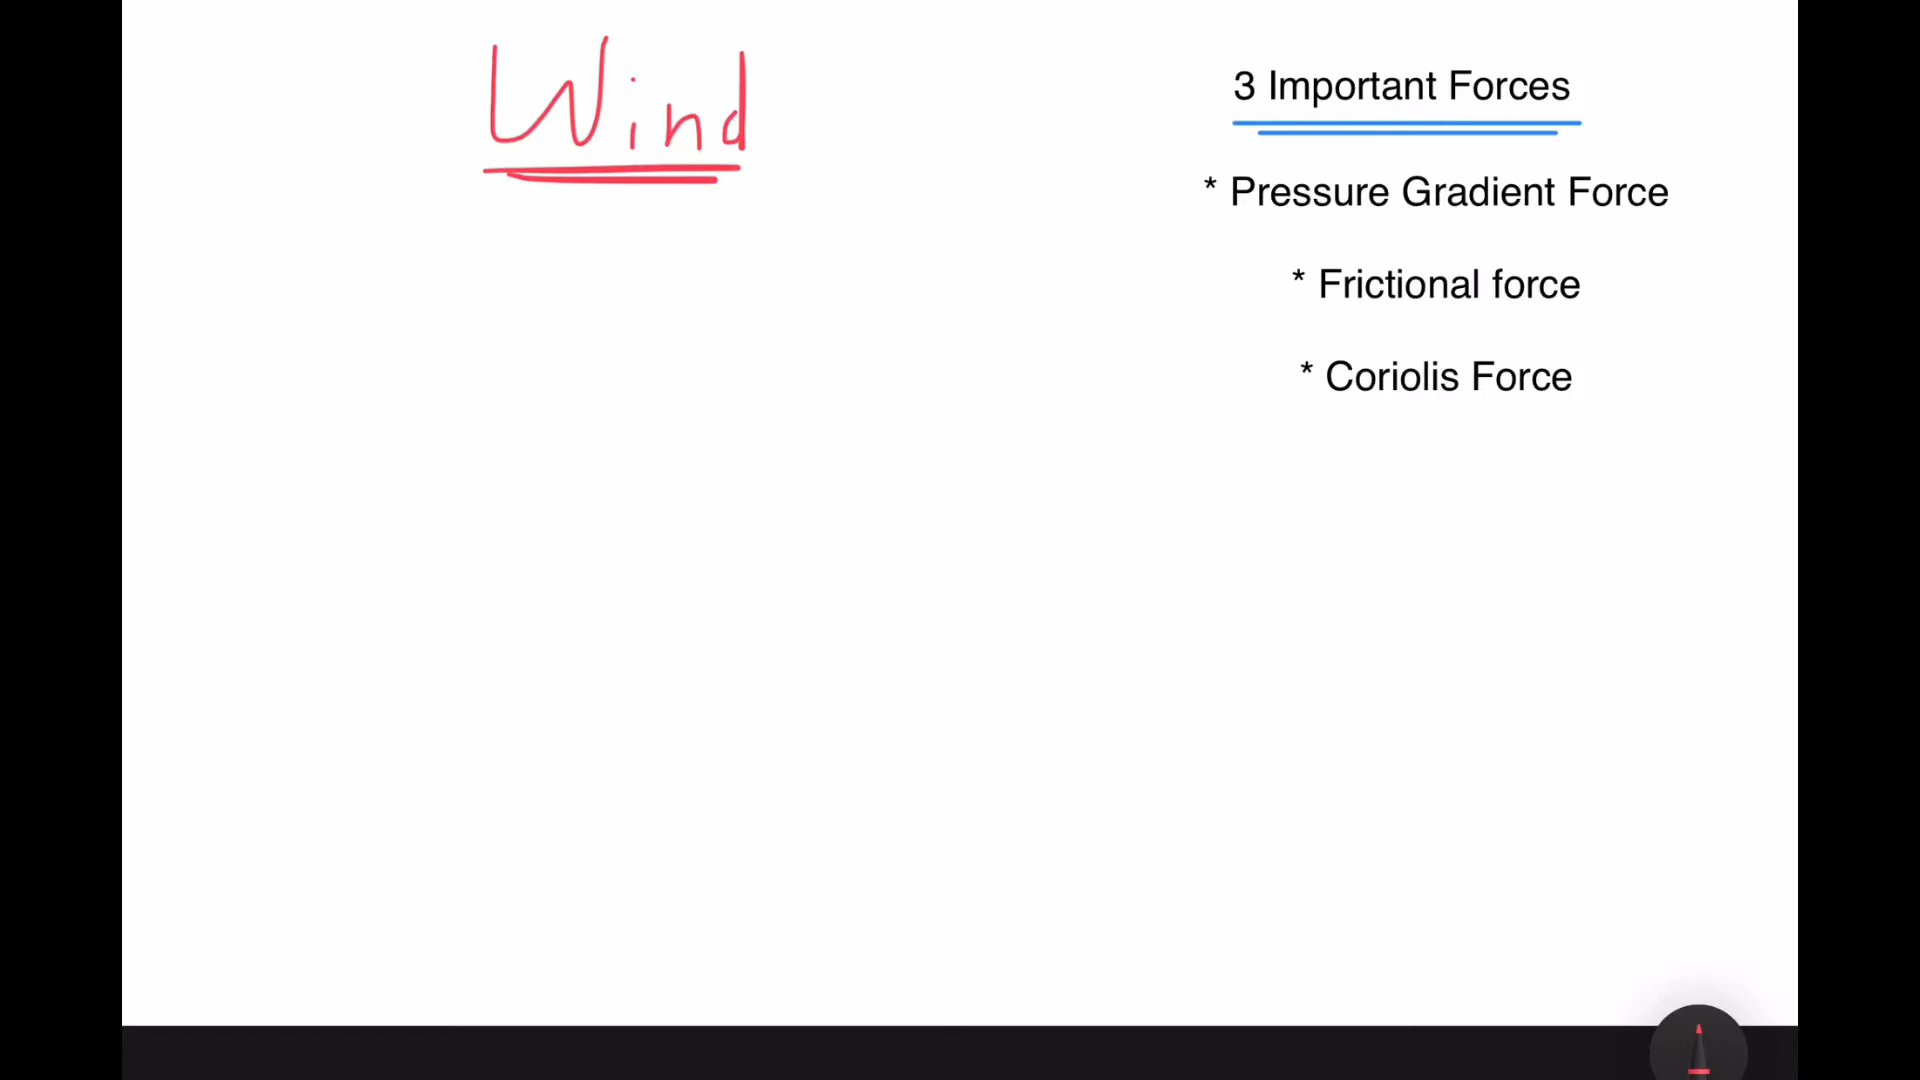 Wind
3 Important Forces
* Pressure Gradient Force
* Frictional force
* Coriolis Force